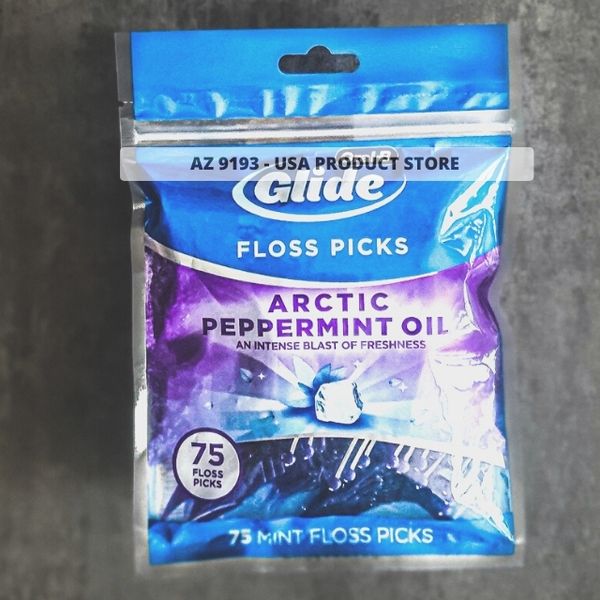 AZ 9193 - USA PRODUCT STORE
Glide
FLOSS PICKS
ARCTIC
PEPPERMINT OIL
AN INTENSE BLAST OF FRESHNESS
75
FLOSS
PICKS
75 MINT FLOSS PICKS